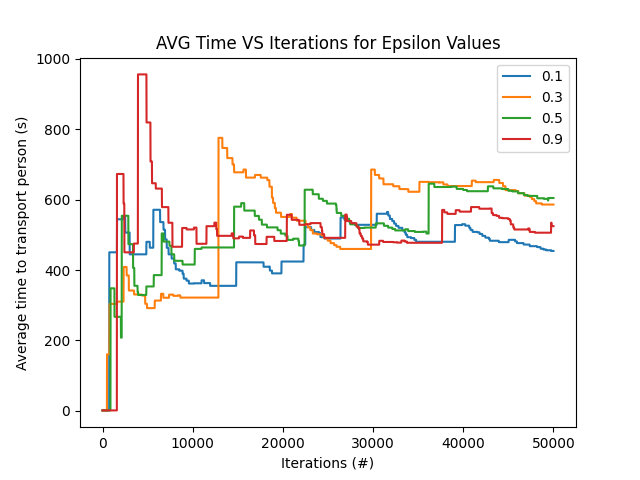 AVG Time VS Iterations for Epsilon Values
1000
800
600
400
200
0
Average time to transport person (s)
0.1
0.3
0.5
0.9
0 10000 20000 30000 40000 50000
Iterations (#)